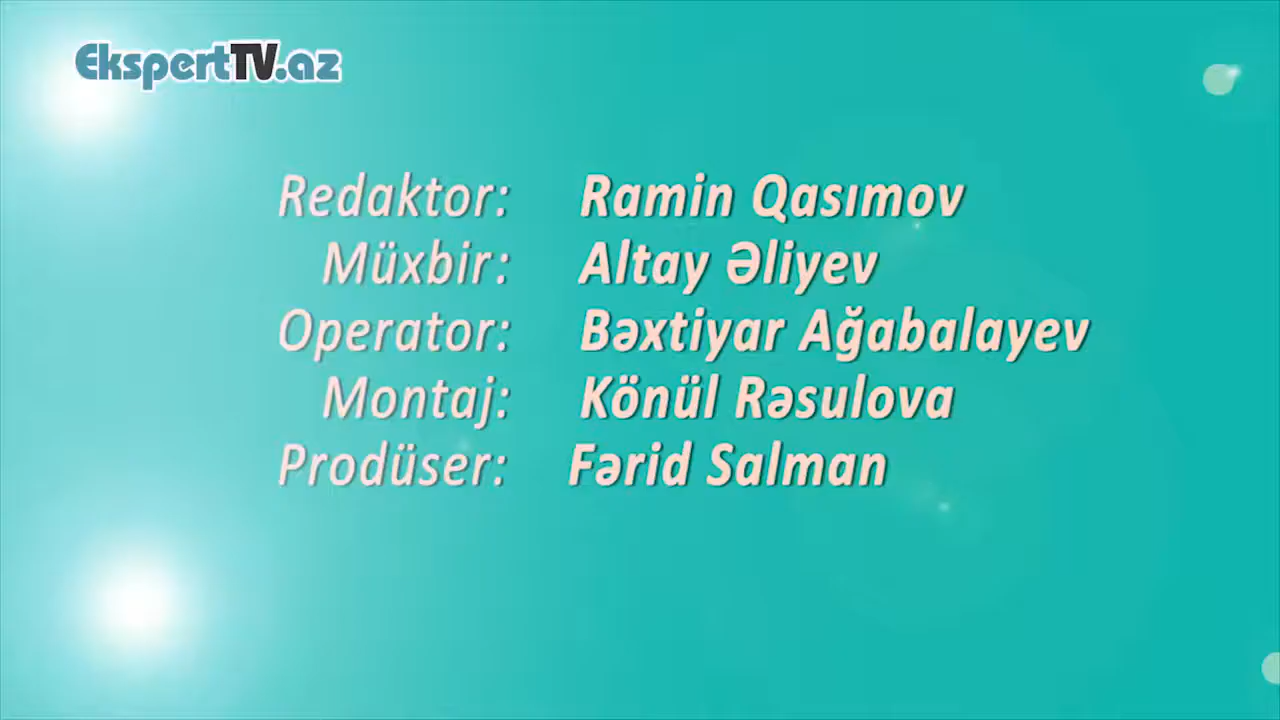 EkspertTV.az
Redaktor: Ramin Qasımov
Müxbir: Altay Əliyev
Operator: Bəxtiyar Ağabalayev
Montaj: Könül Rəsulova
Prodüser: Fərid Salman